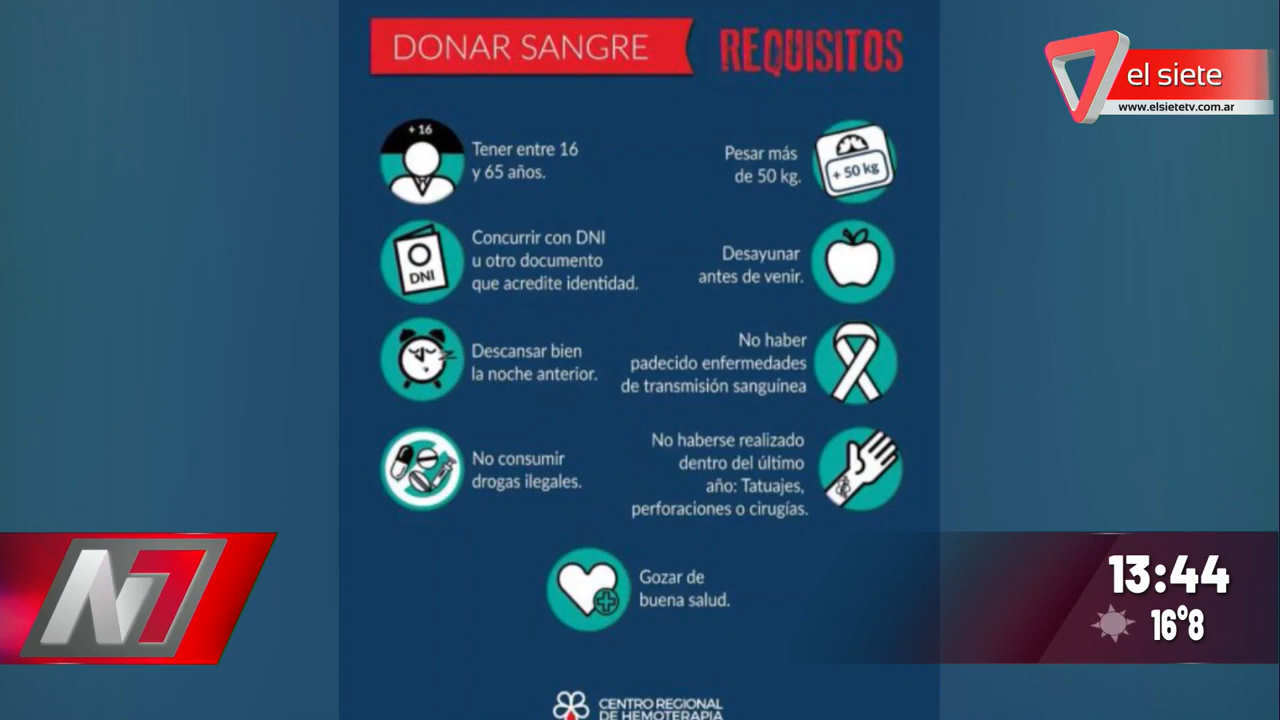 DONAR SANGRE
REQUISITOS
el siete
www.elsietetv.com.ar
+16
Tener entre 16
y 65 años.
Pesar más
de 50 kg.
+ 50 kg
Concurrir con DNI
u otro documento
que acredite identidad.
DNI
Desayunar
antes de venir.
Descansar bien
la noche anterior.
No haber
padecido enfermedades
de transmisión sanguínea
No consumir
drogas ilegales.
No haberse realizado
dentro del último
año: Tatuajes,
perforaciones o cirugías.
Gozar de
buena salud.
N7
13:44
16°8
CENTRO REGIONAL
DE HEMOTERAPIA